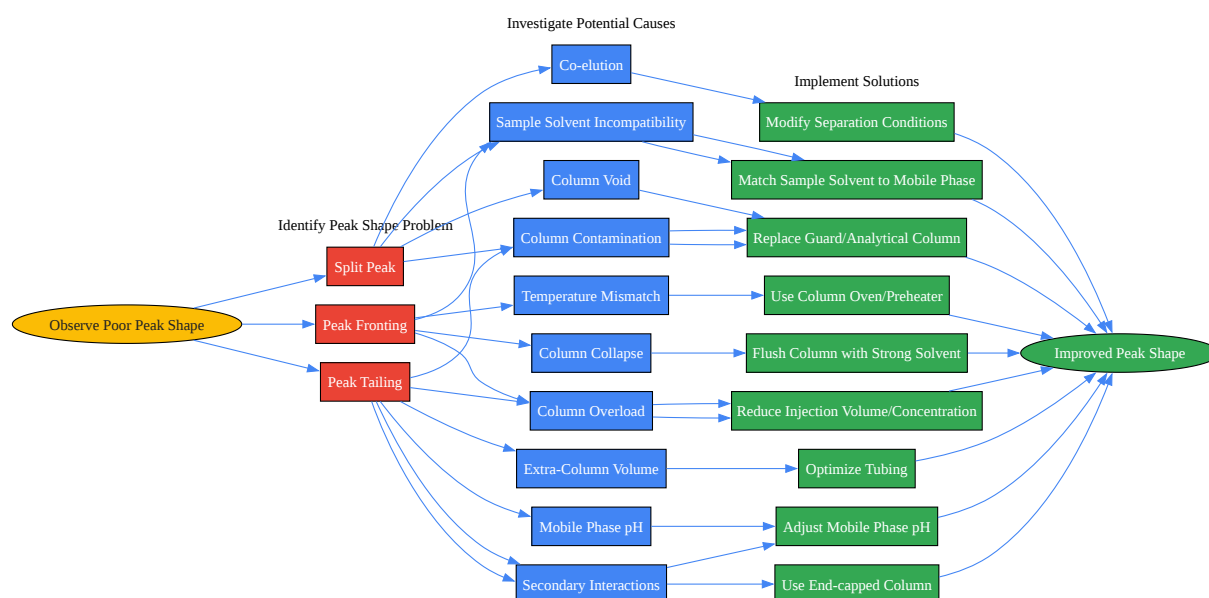 Investigate Potential Causes
Co-elution
Implement Solutions
Sample Solvent Incompatibility
Modify Separation Conditions
Column Void
Match Sample Solvent to Mobile Phase
Identify Peak Shape Problem
Column Contamination
Replace Guard/Analytical Column
Split Peak
Temperature Mismatch
Use Column Oven/Preheater
Observe Poor Peak Shape
Peak Fronting
Column Collapse
Flush Column with Strong Solvent
Improved Peak Shape
Peak Tailing
Column Overload
Reduce Injection Volume/Concentration
Extra-Column Volume
Optimize Tubing
Mobile Phase pH
Adjust Mobile Phase pH
Secondary Interactions
Use End-capped Column